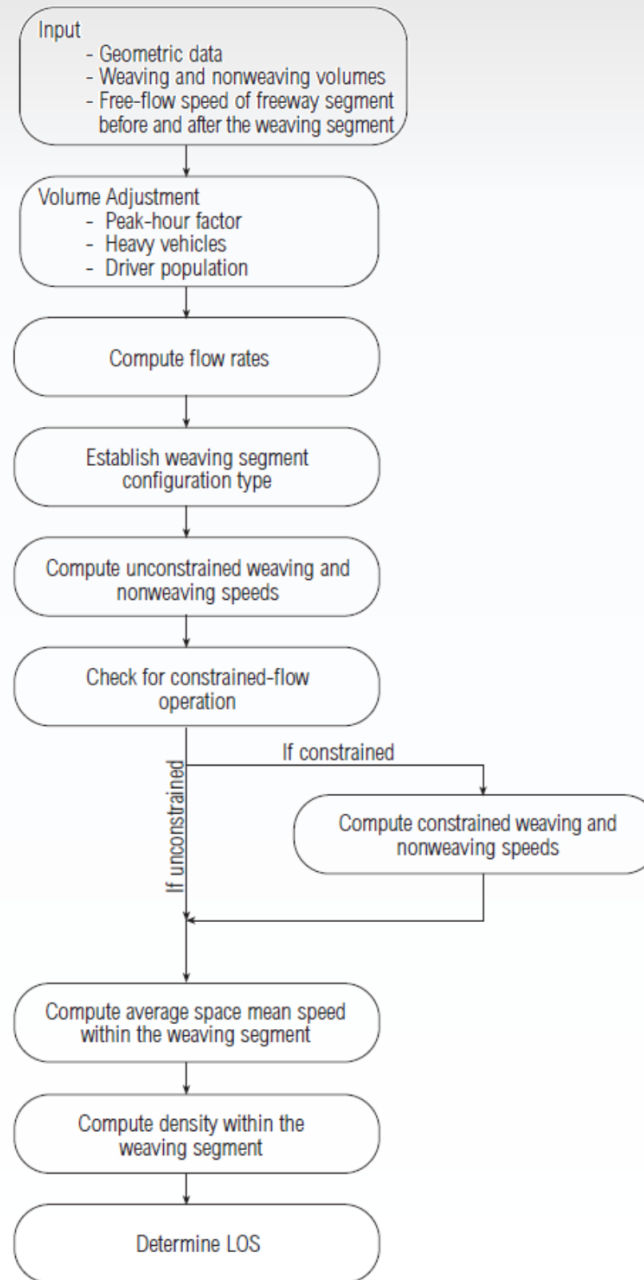 Input
- Geometric data
- Weaving and nonweaving volumes
- Free-flow speed of freeway segment
before and after the weaving segment
Volume Adjustment
- Peak-hour factor
- Heavy vehicles
- Driver population
Compute flow rates
Establish weaving segment
configuration type
Compute unconstrained weaving and
nonweaving speeds
Check for constrained-flow
operation
If constrained
If unconstrained
Compute constrained weaving and
nonweaving speeds
Compute average space mean speed
within the weaving segment
Compute density within the
weaving segment
Determine LOS